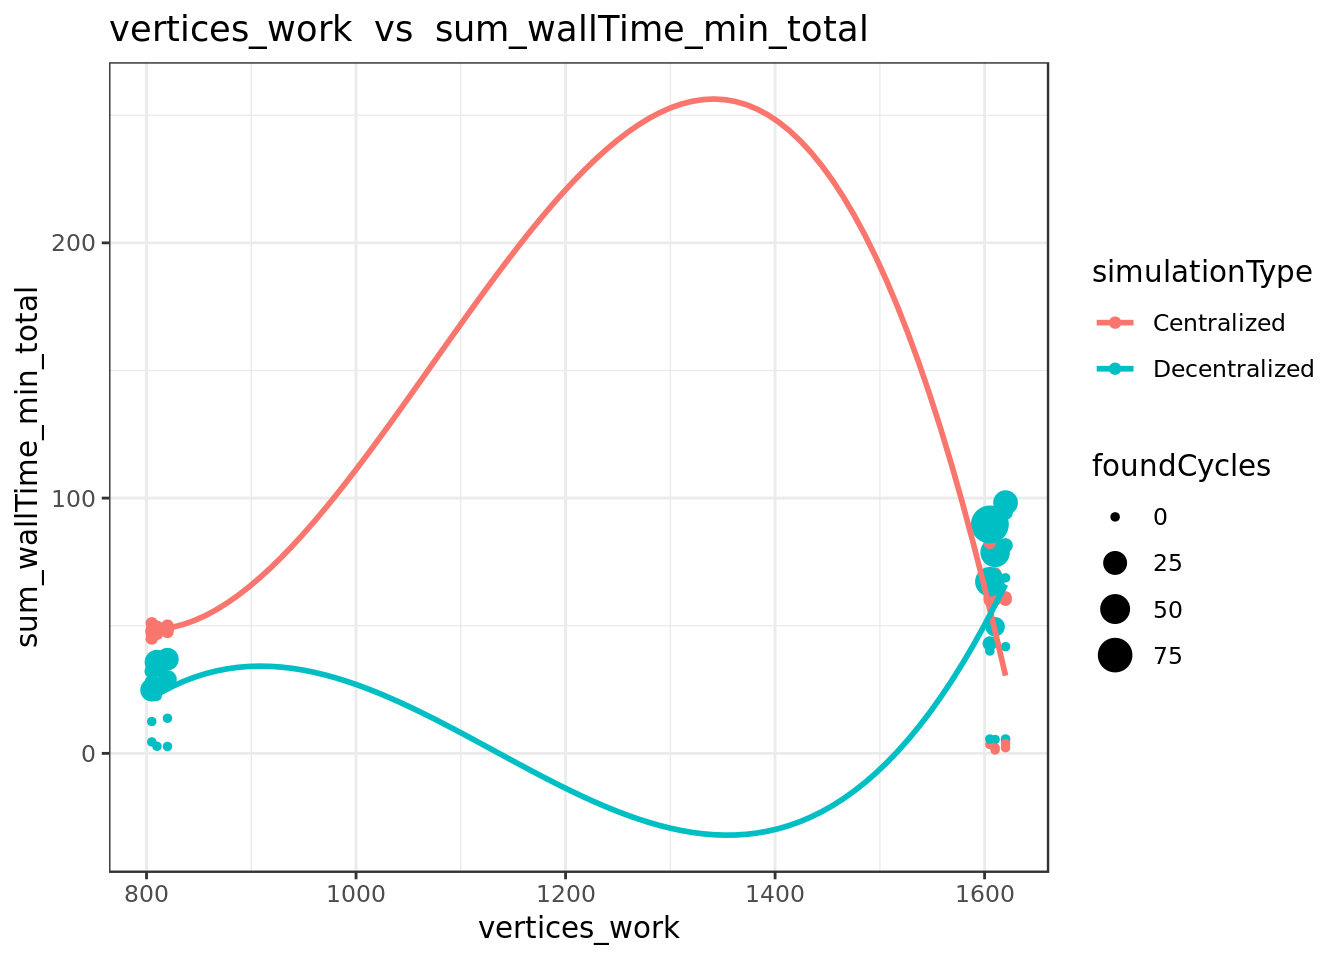 vertices_work  vs  sum_wallTime_min_total
sum_wallTime_min_total
200
100
0
800
1000
1200
1400
1600
vertices_work
simulationType
Centralized
Decentralized
foundCycles
0
25
50
75